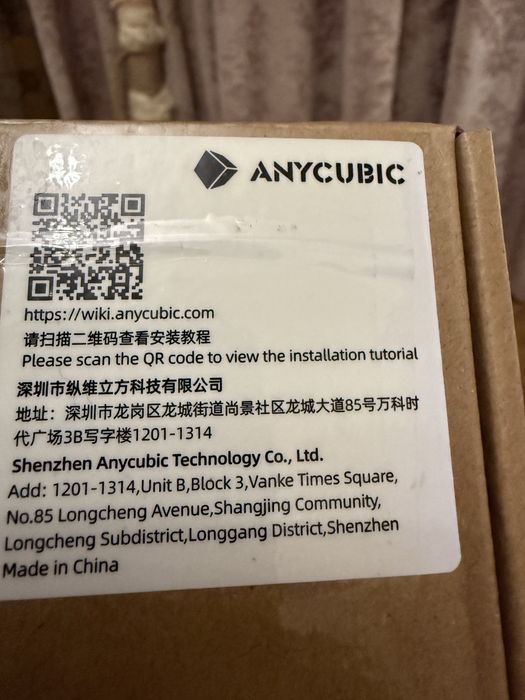 ANYCUBIC
https://wiki.anycubic.com
请扫描二维码查看安装教程
Please scan the QR code to view the installation tutorial
深圳市纵维立方科技有限公司
地址：深圳市龙岗区龙城街道尚景社区龙城大道85号万科时
代广场3B写字楼1201-1314
Shenzhen Anycubic Technology Co., Ltd.
Add: 1201-1314,Unit B,Block 3,Vanke Times Square,
No.85 Longcheng Avenue,Shangjing Community,
Longcheng Subdistrict,Longgang District,Shenzhen
Made in China